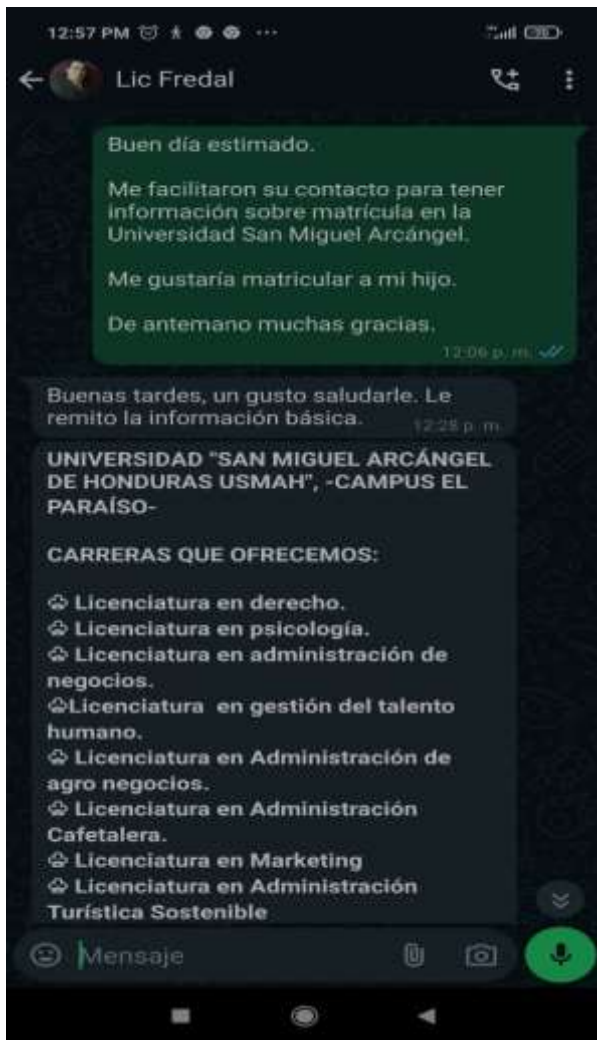 12:57 PM
Lic Fredal
Buen día estimado.
Me facilitaron su contacto para tener
información sobre matrícula en la
Universidad San Miguel Arcángel.
Me gustaría matricular a mi hijo.
De antemano muchas gracias.
12:06 p. m.
Buenas tardes, un gusto saludarle. Le
remito la información básica.
12:28 p. m.
UNIVERSIDAD "SAN MIGUEL ARCÁNGEL
DE HONDURAS USMAH", -CAMPUS EL
PARAÍSO-
CARRERAS QUE OFRECEMOS:
♧ Licenciatura en derecho.
♧ Licenciatura en psicología.
♧ Licenciatura en administración de
negocios.
♧Licenciatura  en gestión del talento
humano.
♧ Licenciatura en Administración de
agro negocios.
♧ Licenciatura en Administración
Cafetalera.
♧ Licenciatura en Marketing
♧ Licenciatura en Administración
Turística Sostenible
Mensaje